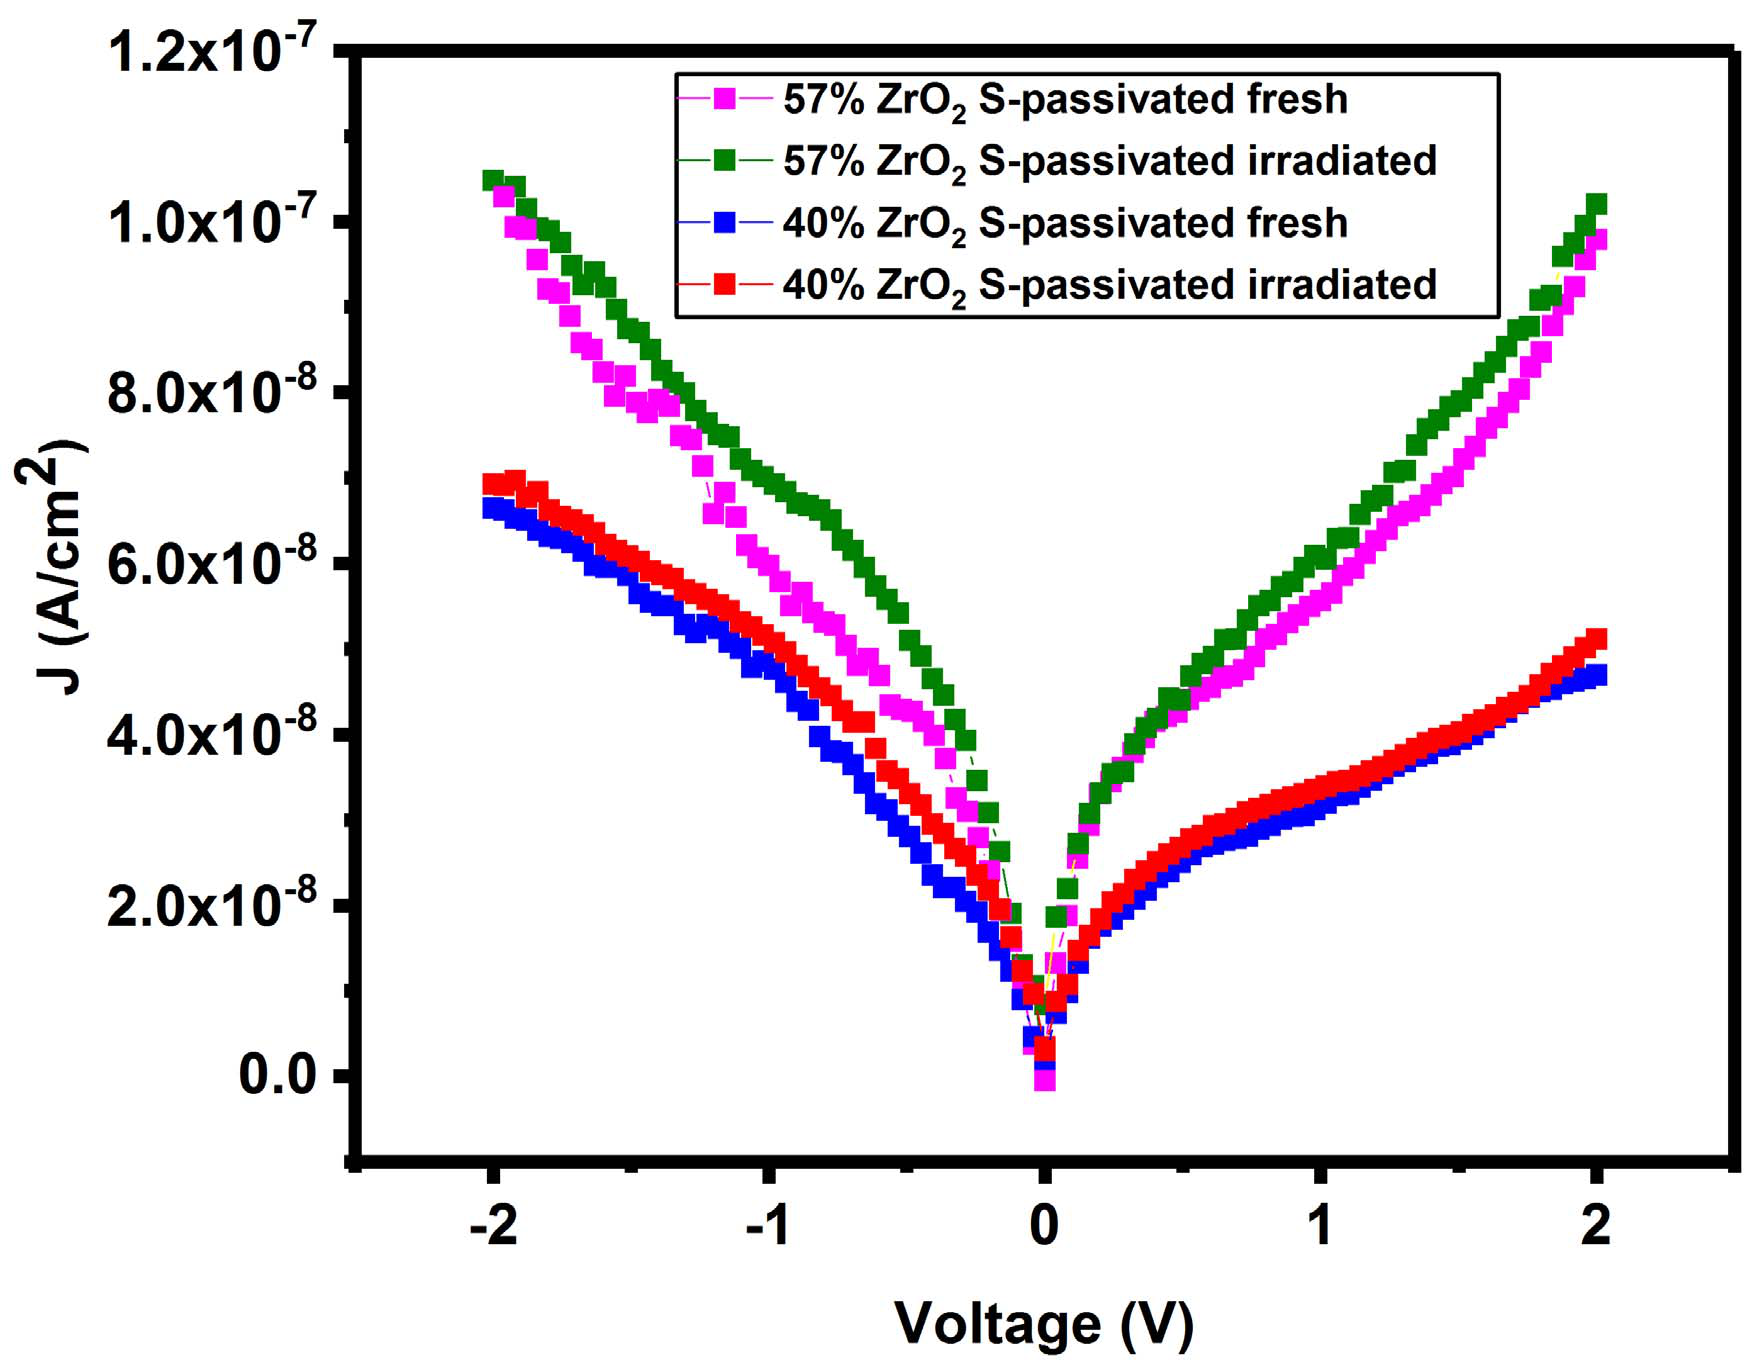 1.2x10⁻⁷
1.0x10⁻⁷
8.0x10⁻⁸
6.0x10⁻⁸
4.0x10⁻⁸
2.0x10⁻⁸
0.0
J (A/cm²)
57% ZrO₂ S-passivated fresh
57% ZrO₂ S-passivated irradiated
40% ZrO₂ S-passivated fresh
40% ZrO₂ S-passivated irradiated
-2 -1 0 1 2
Voltage (V)